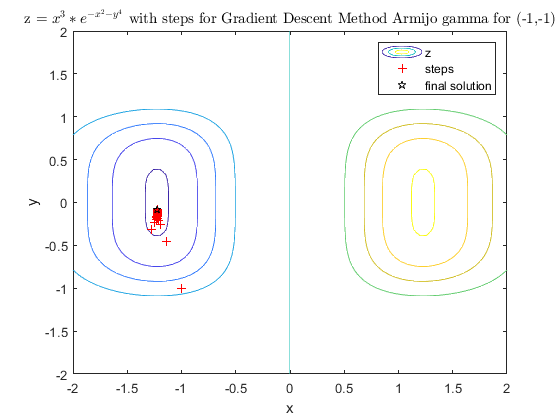 z = x^3 * e^{-x^2-y^4} with steps for Gradient Descent Method Armijo gamma for (-1,-1)
2
1.5
1
0.5
0
-0.5
-1
-1.5
-2
y
z
steps
final solution
-2 -1.5 -1 -0.5 0 0.5 1 1.5 2
x